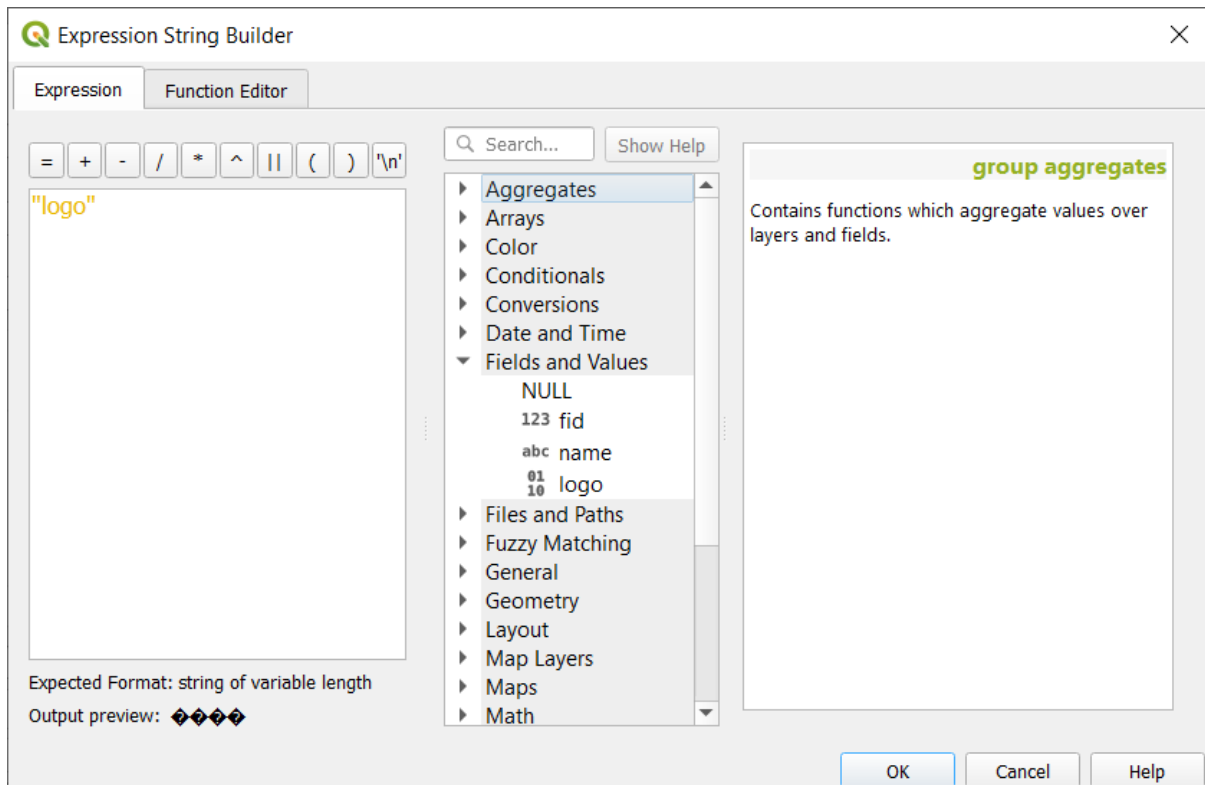 Expression String Builder
Expression
Function Editor
= + - / * ^ || ( ) '\n'
"logo"
Expected Format: string of variable length
Output preview: ����
Search...
Show Help
Aggregates
Arrays
Color
Conditionals
Conversions
Date and Time
Fields and Values
NULL
123 fid
abc name
01
10 logo
Files and Paths
Fuzzy Matching
General
Geometry
Layout
Map Layers
Maps
Math
group aggregates
Contains functions which aggregate values over
layers and fields.
OK
Cancel
Help